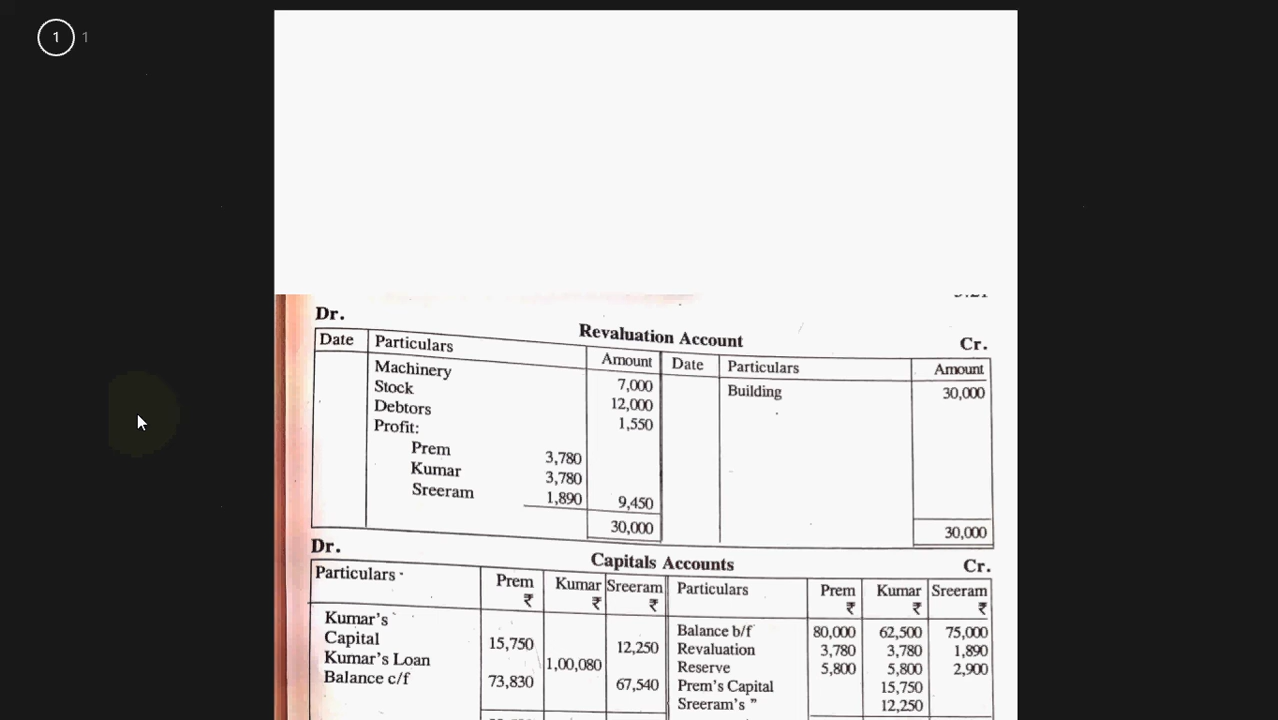 1 1
Dr. Revaluation Account Cr.
Date Particulars Amount Date Particulars Amount
Machinery 7,000 Building 30,000
Stock 12,000
Debtors 1,550
Profit:
Prem 3,780
Kumar 3,780
Sreeram 1,890 9,450
30,000 30,000
Dr. Capitals Accounts Cr.
Particulars Prem Kumar Sreeram Particulars Prem Kumar Sreeram
₹ ₹ ₹ ₹ ₹ ₹
Kumar's Balance b/f 80,000 62,500 75,000
Capital 15,750 12,250 Revaluation 3,780 3,780 1,890
Kumar's Loan 1,00,080 Reserve 5,800 5,800 2,900
Balance c/f 73,830 67,540 Prem's Capital 15,750
Sreeram's ” 12,250